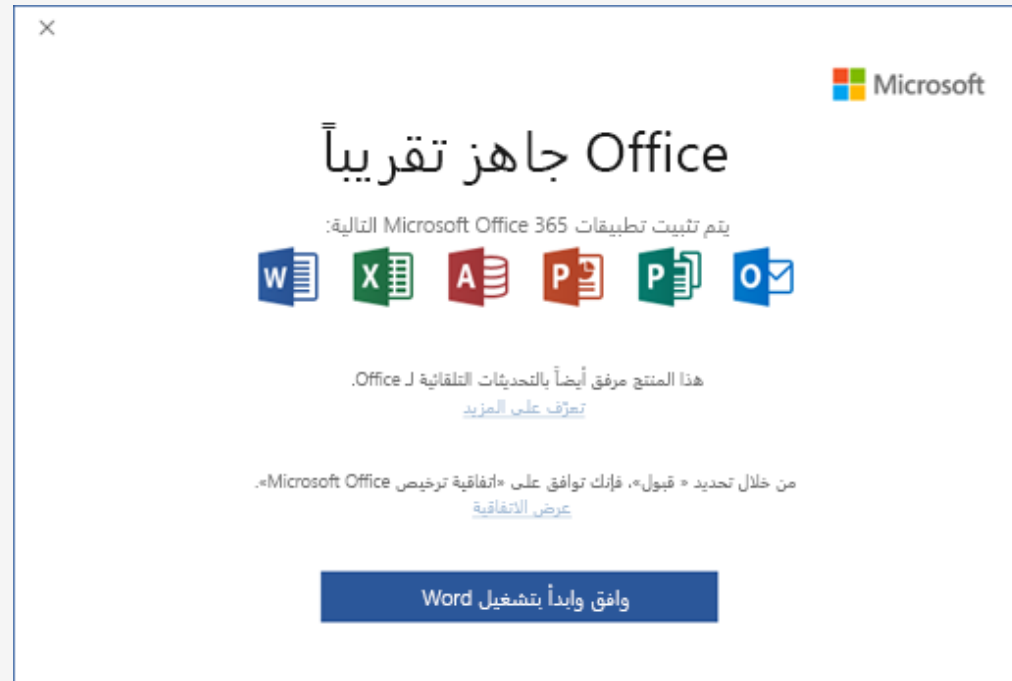 Microsoft
Office جاهز تقريباً
يتم تثبيت تطبيقات Microsoft Office 365 التالية:
W X A P P O
هذا المنتج مرفق أيضاً بالتحديثات التلقائية لـ Office.
تعرّف على المزيد
من خلال تحديد « قبول»، فإنك توافق على «اتفاقية ترخيص Microsoft Office».
عرض الاتفاقية
وافق وابدأ بتشغيل Word